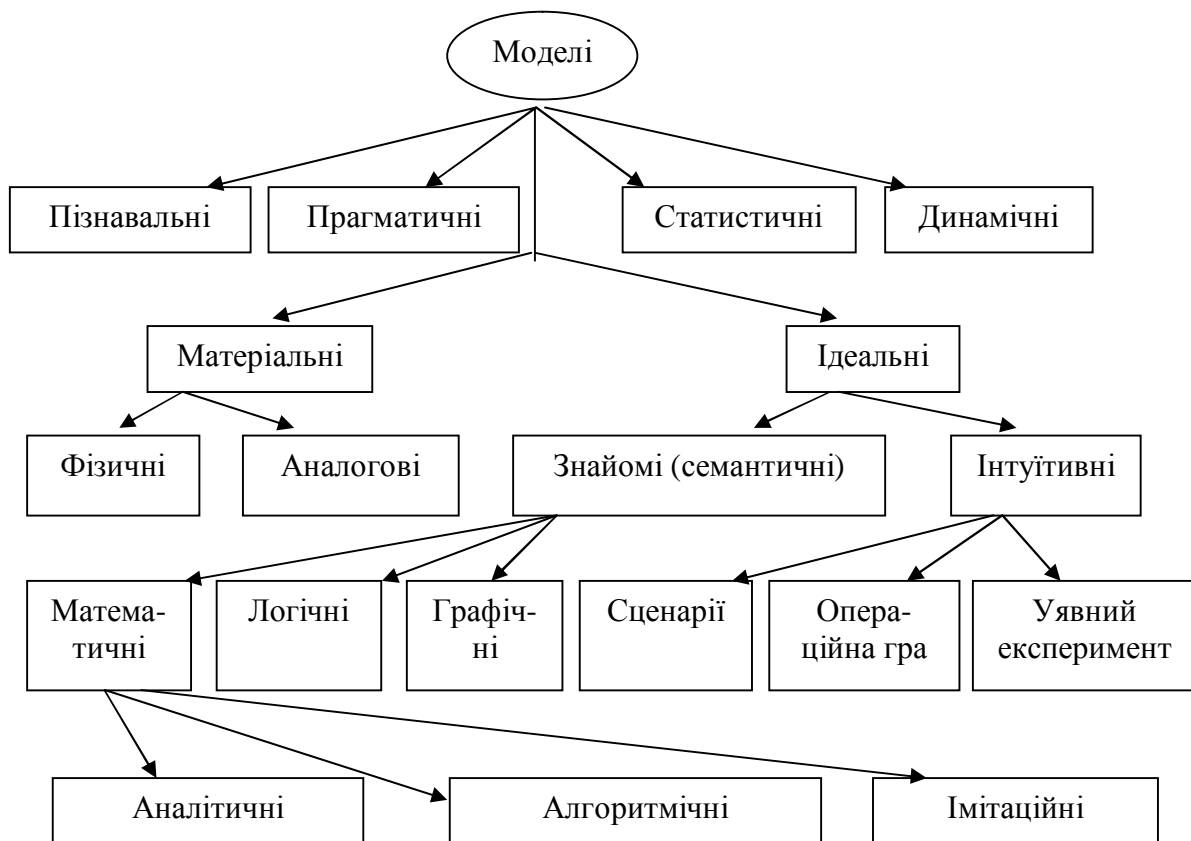 Моделі
Пізнавальні
Прагматичні
Статистичні
Динамічні
Матеріальні
Ідеальні
Фізичні
Аналогові
Знайомі (семантичні)
Інтуїтивні
Матема-
тичні
Логічні
Графіч-
ні
Сценарії
Опера-
ційна гра
Уявний
експеримент
Аналітичні
Алгоритмічні
Імітаційні